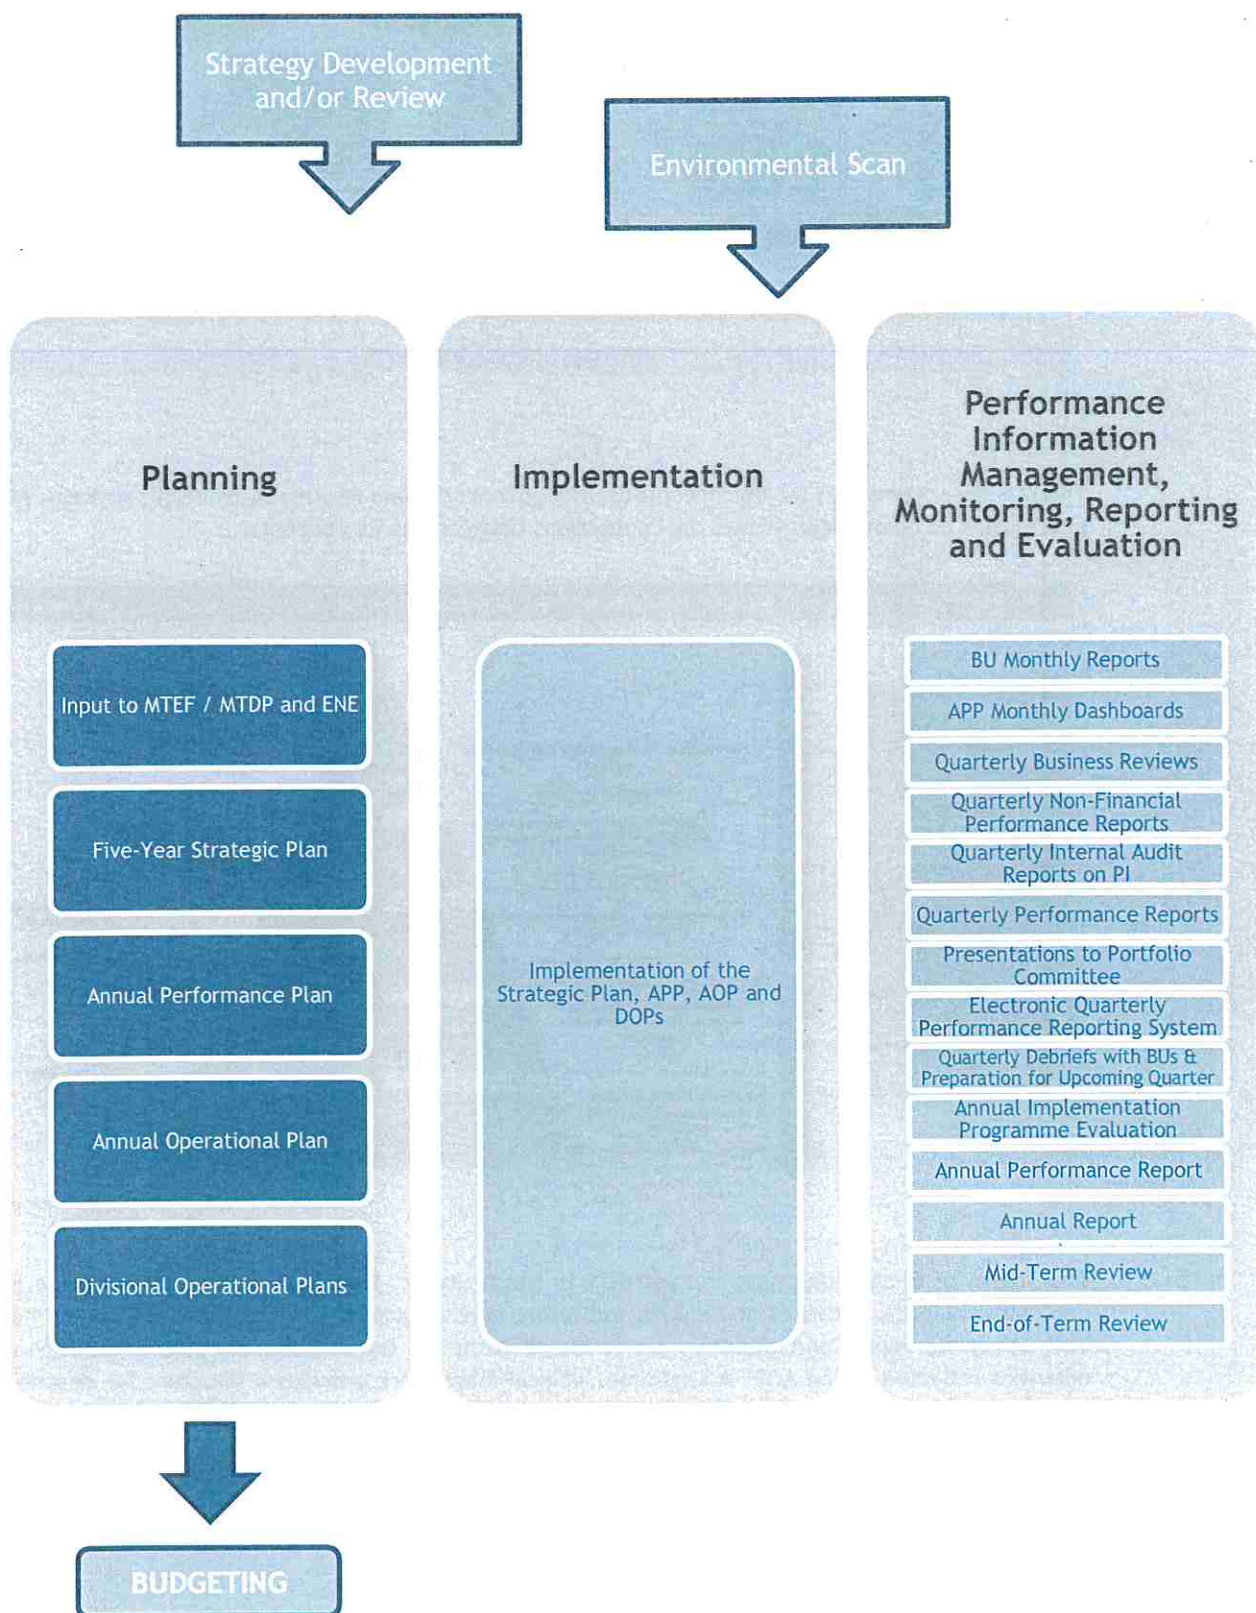 Strategy Development
and/or Review
Environmental Scan
Planning
Input to MTEF / MTDP and ENE
Five-Year Strategic Plan
Annual Performance Plan
Annual Operational Plan
Divisional Operational Plans
Implementation
Implementation of the
Strategic Plan, APP, AOP and
DOPs
Performance
Information
Management,
Monitoring, Reporting
and Evaluation
BU Monthly Reports
APP Monthly Dashboards
Quarterly Business Reviews
Quarterly Non-Financial
Performance Reports
Quarterly Internal Audit
Reports on PI
Quarterly Performance Reports
Presentations to Portfolio
Committee
Electronic Quarterly
Performance Reporting System
Quarterly Debriefs with BUs &
Preparation for Upcoming Quarter
Annual Implementation
Programme Evaluation
Annual Performance Report
Annual Report
Mid-Term Review
End-of-Term Review
BUDGETING